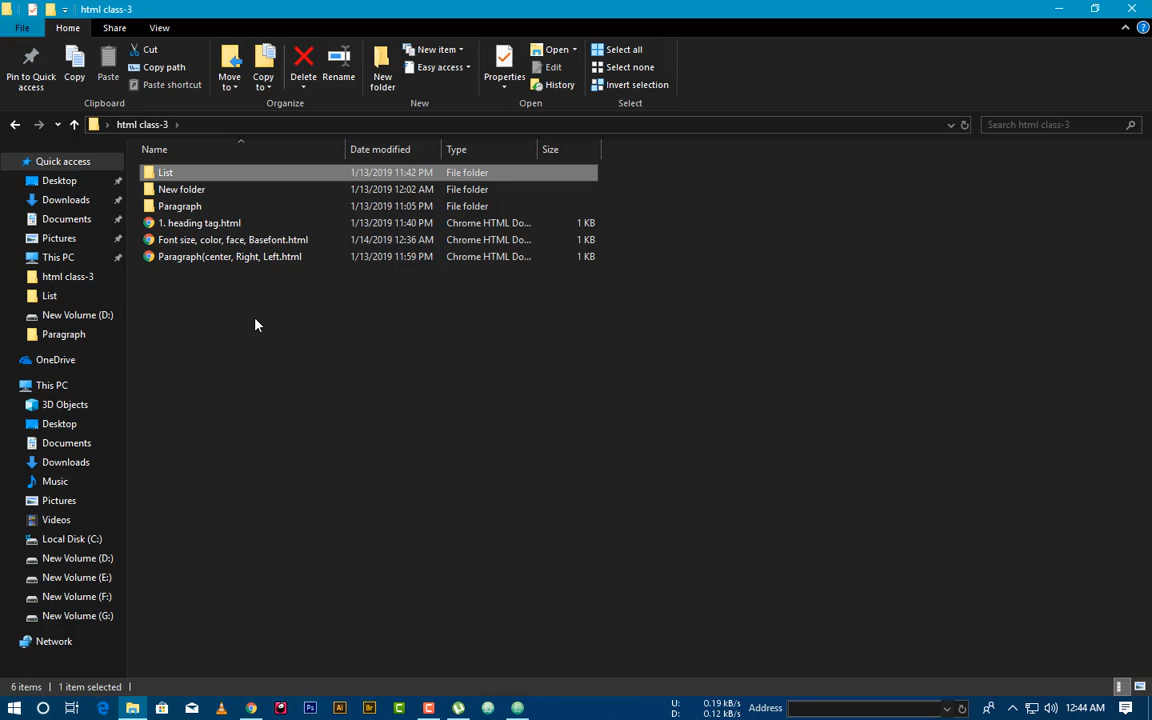 html class-3
File Home Share View
Pin to Quick access
Copy
Paste
Cut
Copy path
Paste shortcut
Clipboard
Move to
Copy to
Delete
Rename
Organize
New folder
New item
Easy access
New
Properties
Open
Edit
History
Open
Select all
Select none
Invert selection
Select
html class-3
Search html class-3
Name Date modified Type Size
List 1/13/2019 11:42 PM File folder
New folder 1/13/2019 12:02 AM File folder
Paragraph 1/13/2019 11:05 PM File folder
1. heading tag.html 1/13/2019 11:40 PM Chrome HTML Do... 1 KB
Font size, color, face, Basefont.html 1/14/2019 12:36 AM Chrome HTML Do... 1 KB
Paragraph(center, Right, Left.html 1/13/2019 11:59 PM Chrome HTML Do... 1 KB
Quick access
Desktop
Downloads
Documents
Pictures
This PC
html class-3
List
New Volume (D:)
Paragraph
OneDrive
This PC
3D Objects
Desktop
Documents
Downloads
Music
Pictures
Videos
Local Disk (C:)
New Volume (D:)
New Volume (E:)
New Volume (F:)
New Volume (G:)
Network
6 items 1 item selected
Ps Ai Br C
U: 0.19 kB/s
D: 0.12 kB/s
Address
12:44 AM